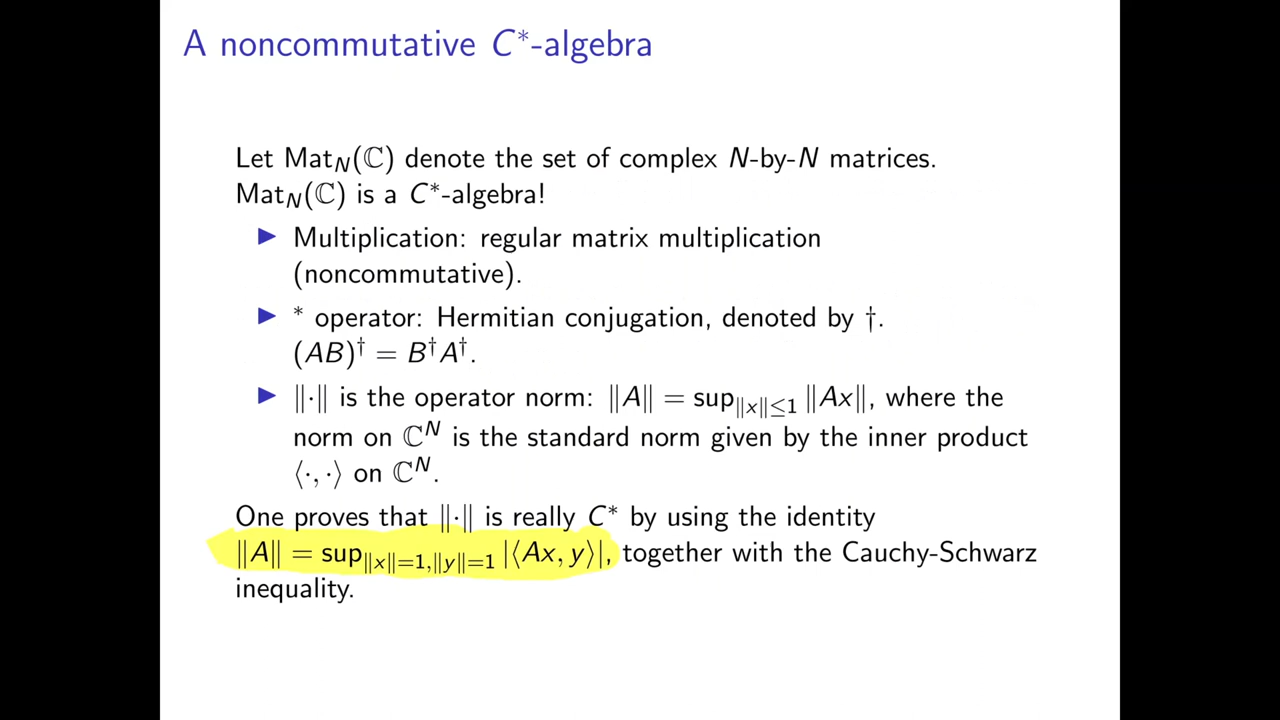 A noncommutative C*-algebra
Let Mat_N(ℂ) denote the set of complex N-by-N matrices.
Mat_N(ℂ) is a C*-algebra!
▶ Multiplication: regular matrix multiplication
(noncommutative).
▶ * operator: Hermitian conjugation, denoted by †.
(AB)† = B†A†.
▶ ‖·‖ is the operator norm: ‖A‖ = sup_{‖x‖≤1} ‖Ax‖, where the
norm on ℂ^N is the standard norm given by the inner product
⟨·, ·⟩ on ℂ^N.
One proves that ‖·‖ is really C* by using the identity
‖A‖ = sup_{‖x‖=1,‖y‖=1} |⟨Ax, y⟩|, together with the Cauchy-Schwarz
inequality.